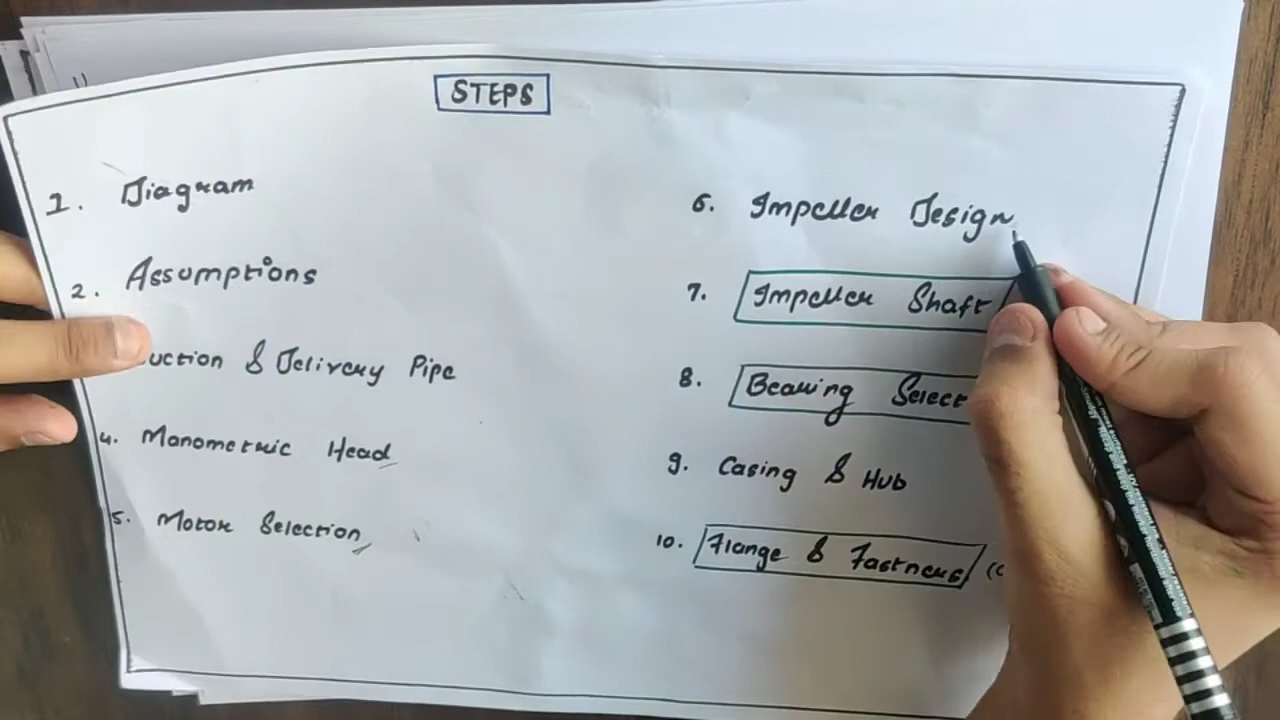 STEPS
1. Diagram
2. Assumptions
uction & Delivery Pipe
4. Manometric Head
5. Motor Selection
6. Impeller Design
7. Impeller Shaft
8. Bearing Select
9. Casing & Hub
10. Flange & Fastners (C